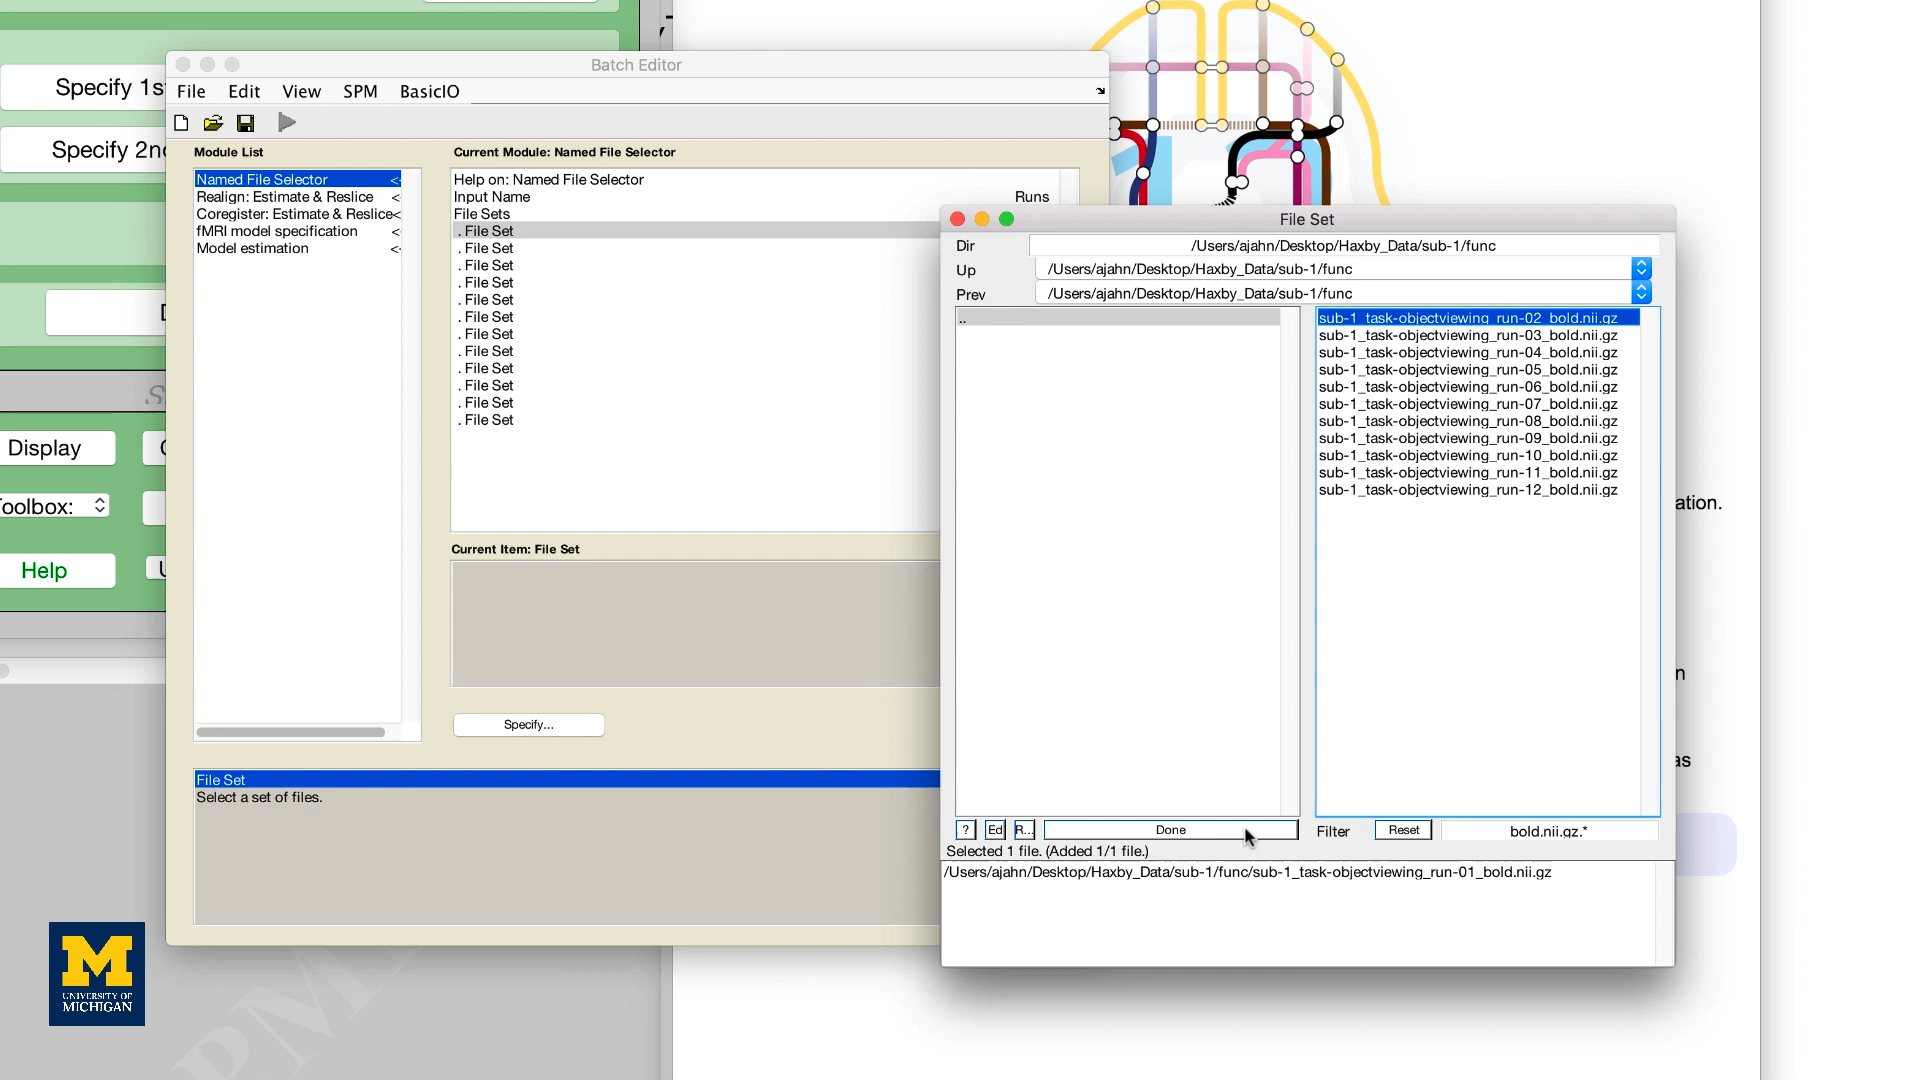 Specify 1s
Specify 2nd
Display
Toolbox:
Help
Batch Editor
File Edit View SPM BasicIO
Module List
Named File Selector <-
Realign: Estimate & Reslice <
Coregister: Estimate & Reslice<
fMRI model specification <
Model estimation <-
Current Module: Named File Selector
Help on: Named File Selector
Input Name Runs
File Sets
. File Set
. File Set
. File Set
. File Set
. File Set
. File Set
. File Set
. File Set
. File Set
. File Set
. File Set
. File Set
Current Item: File Set
Specify...
File Set
Select a set of files.
File Set
Dir /Users/ajahn/Desktop/Haxby_Data/sub-1/func
Up /Users/ajahn/Desktop/Haxby_Data/sub-1/func
Prev /Users/ajahn/Desktop/Haxby_Data/sub-1/func
..
sub-1_task-objectviewing_run-02_bold.nii.gz
sub-1_task-objectviewing_run-03_bold.nii.gz
sub-1_task-objectviewing_run-04_bold.nii.gz
sub-1_task-objectviewing_run-05_bold.nii.gz
sub-1_task-objectviewing_run-06_bold.nii.gz
sub-1_task-objectviewing_run-07_bold.nii.gz
sub-1_task-objectviewing_run-08_bold.nii.gz
sub-1_task-objectviewing_run-09_bold.nii.gz
sub-1_task-objectviewing_run-10_bold.nii.gz
sub-1_task-objectviewing_run-11_bold.nii.gz
sub-1_task-objectviewing_run-12_bold.nii.gz
? Ed R... Done Filter Reset bold.nii.gz.*
Selected 1 file. (Added 1/1 file.)
/Users/ajahn/Desktop/Haxby_Data/sub-1/func/sub-1_task-objectviewing_run-01_bold.nii.gz
ation.
n
as
M
UNIVERSITY OF
MICHIGAN